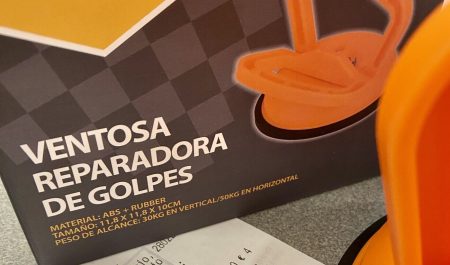 VENTOSA
REPARADORA
DE GOLPES
MATERIAL: ABS + RUBBER
TAMAÑO: 11,8 X 11,8 X 10CM
PESO DE ALCANCE: 30KG EN VERTICAL/50KG EN HORIZONTAL